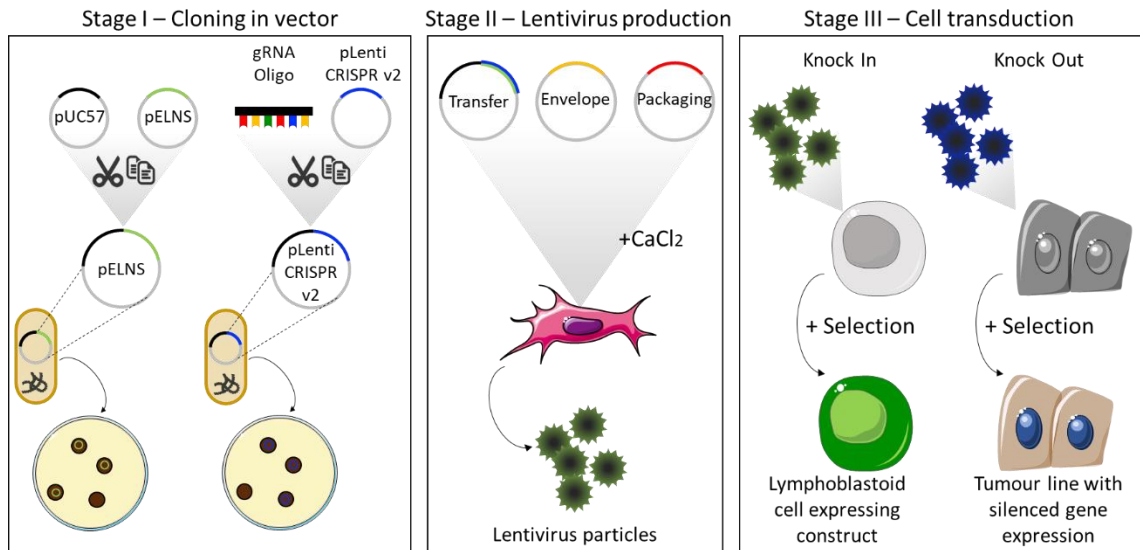 Stage I – Cloning in vector
gRNA
Oligo
pLenti
CRISPR v2
pUC57
pELNS
pELNS
pLenti
CRISPR
v2
Stage II – Lentivirus production
Transfer
Envelope
Packaging
+CaCl₂
Lentivirus particles
Stage III – Cell transduction
Knock In
Knock Out
+ Selection
+ Selection
Lymphoblastoid
cell expressing
construct
Tumour line with
silenced gene
expression